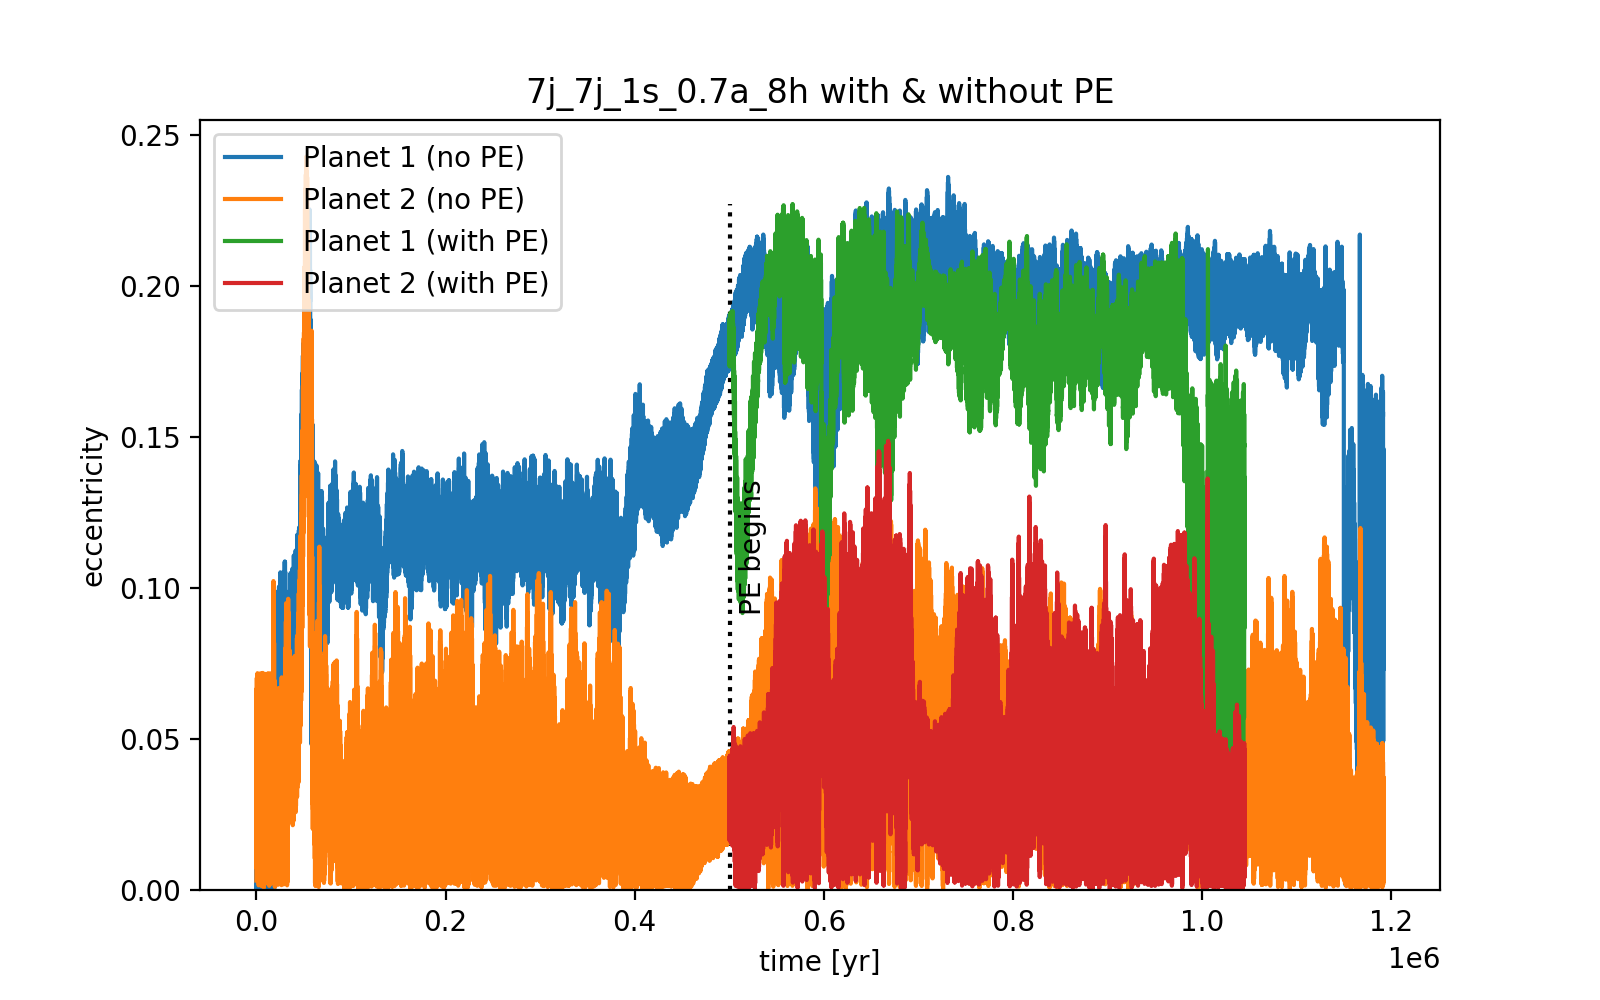 7j_7j_1s_0.7a_8h with & without PE
eccentricity
0.25
0.20
0.15
0.10
0.05
0.00
Planet 1 (no PE)
Planet 2 (no PE)
Planet 1 (with PE)
Planet 2 (with PE)
PE begins
0.0 0.2 0.4 0.6 0.8 1.0 1.2
1e6
time [yr]